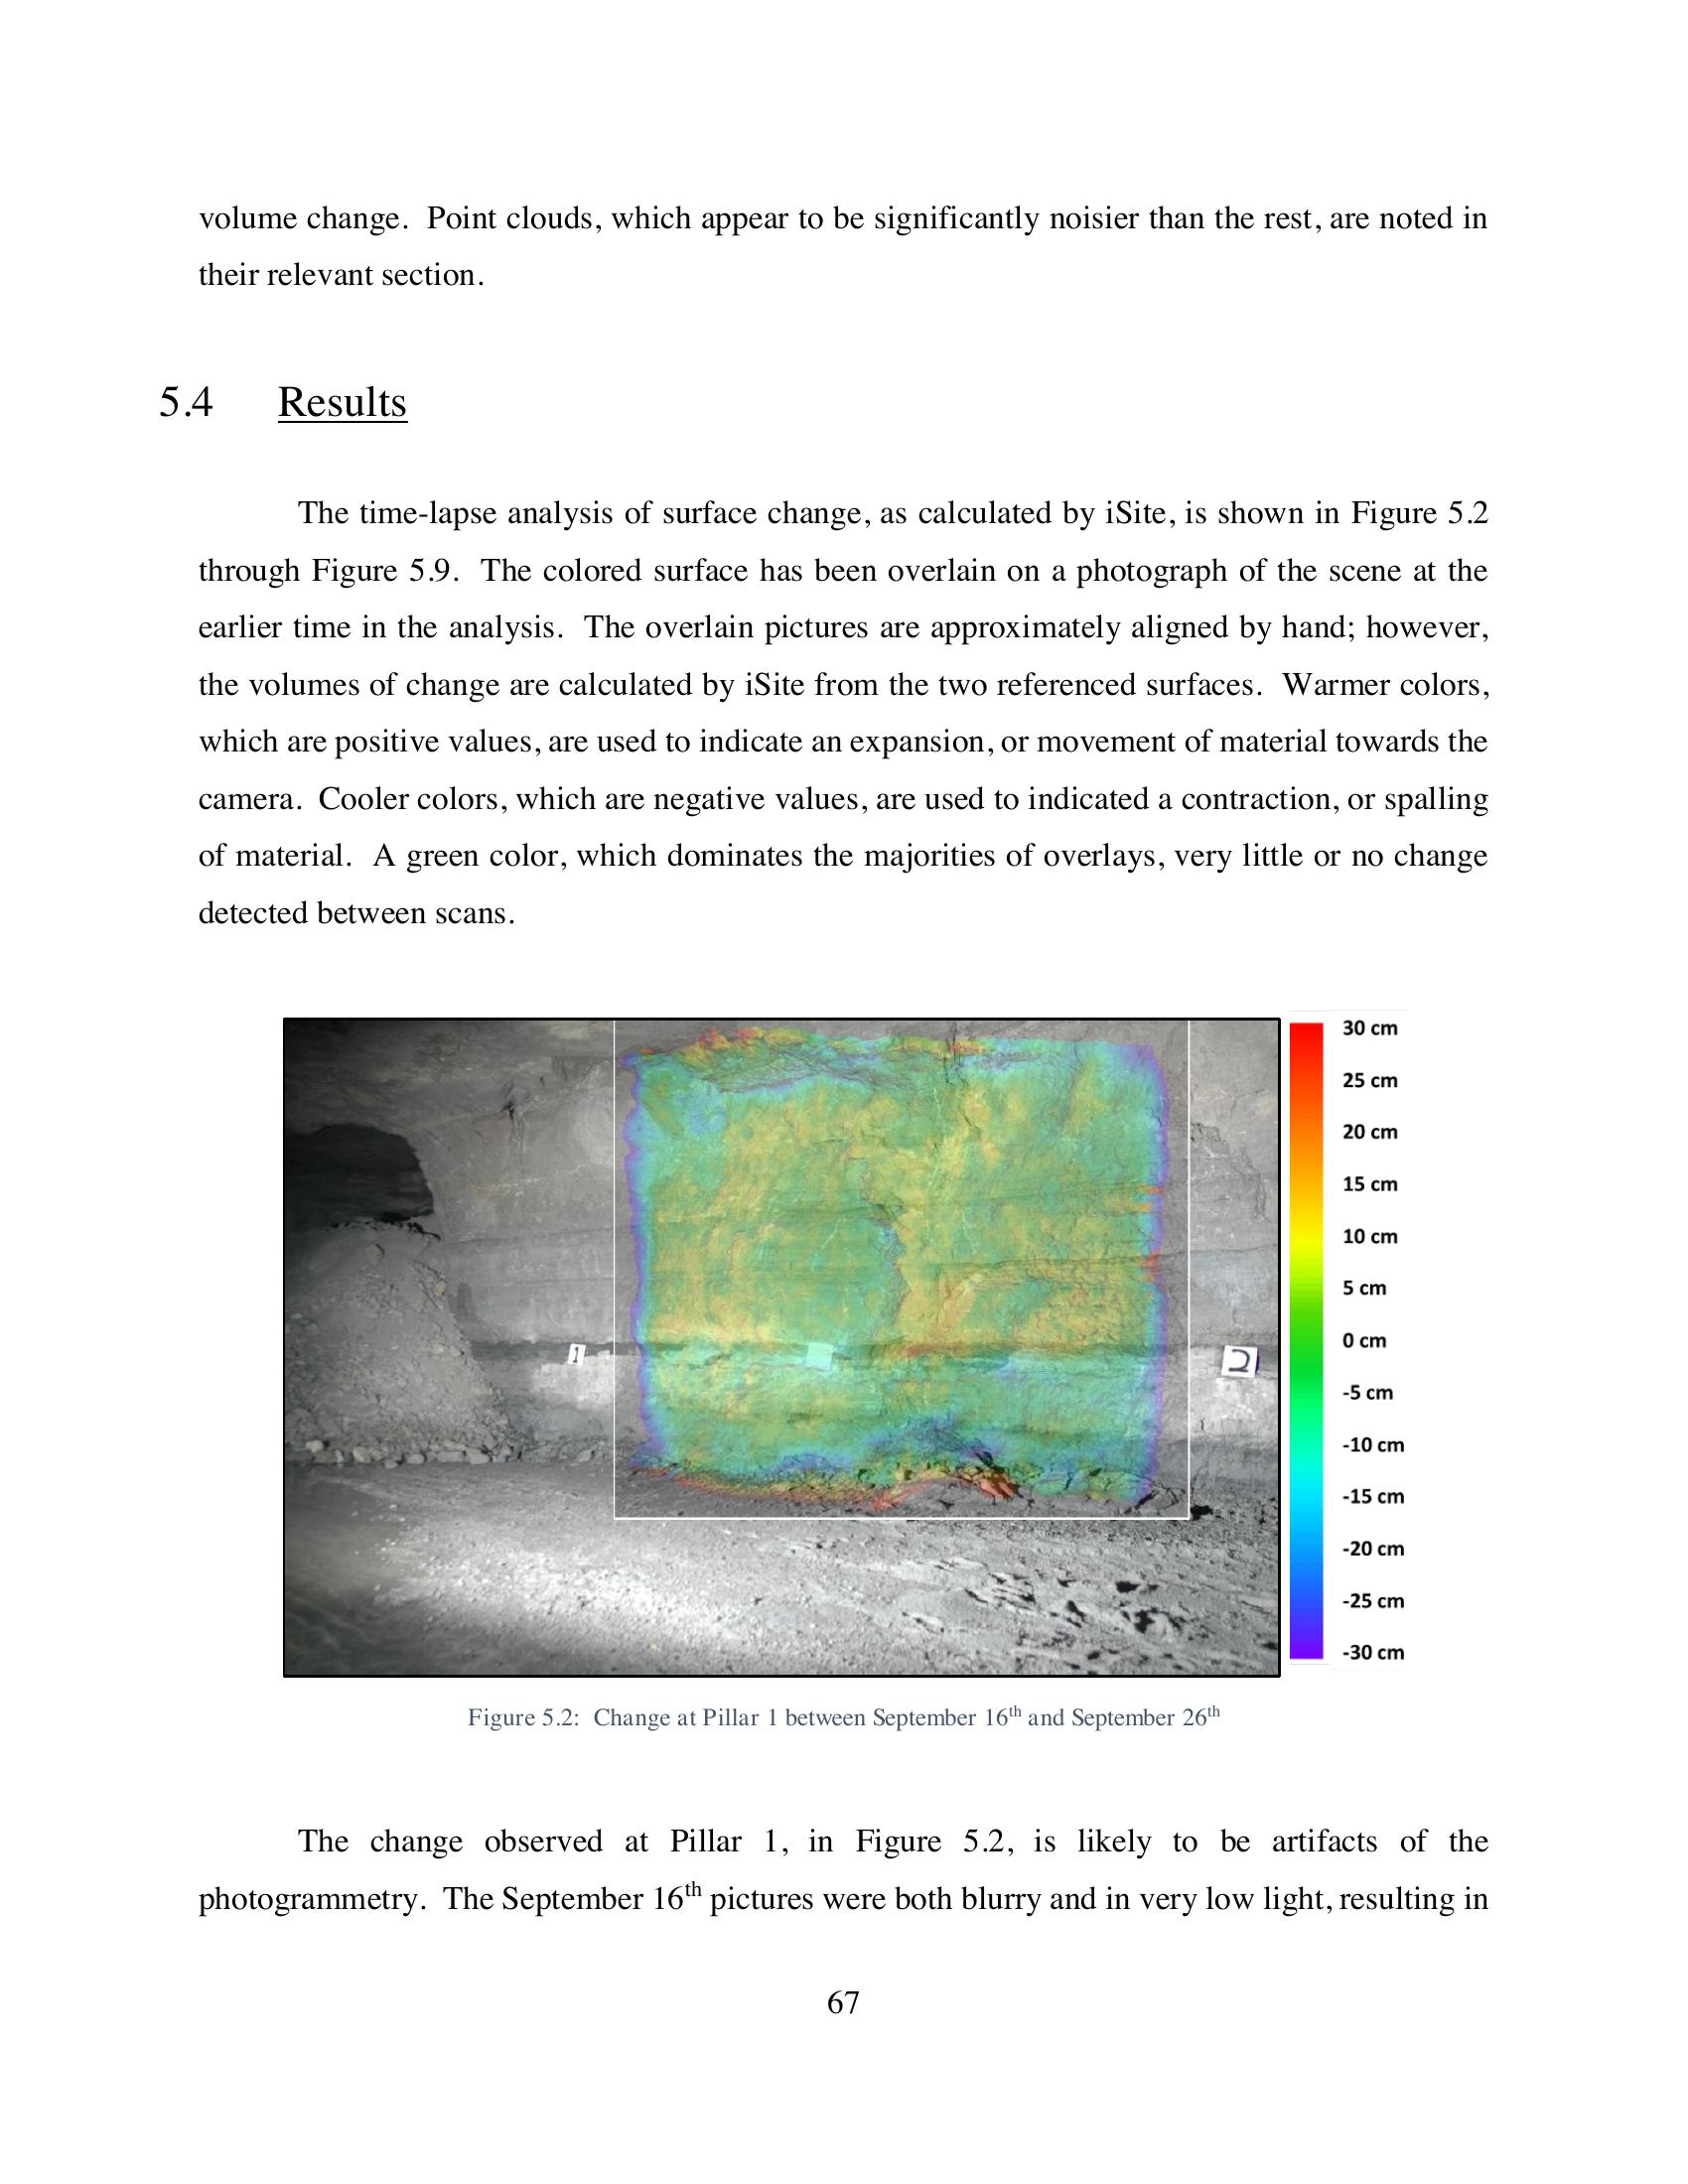 volume change.  Point clouds, which appear to be significantly noisier than the rest, are noted in
their relevant section.
5.4 Results
The time-lapse analysis of surface change, as calculated by iSite, is shown in Figure 5.2
through Figure 5.9.  The colored surface has been overlain on a photograph of the scene at the
earlier time in the analysis.  The overlain pictures are approximately aligned by hand; however,
the volumes of change are calculated by iSite from the two referenced surfaces.  Warmer colors,
which are positive values, are used to indicate an expansion, or movement of material towards the
camera.  Cooler colors, which are negative values, are used to indicated a contraction, or spalling
of material.  A green color, which dominates the majorities of overlays, very little or no change
detected between scans.
1
2
30 cm
25 cm
20 cm
15 cm
10 cm
5 cm
0 cm
-5 cm
-10 cm
-15 cm
-20 cm
-25 cm
-30 cm
Figure 5.2:  Change at Pillar 1 between September 16th and September 26th
The change observed at Pillar 1, in Figure 5.2, is likely to be artifacts of the
photogrammetry.  The September 16th pictures were both blurry and in very low light, resulting in
67